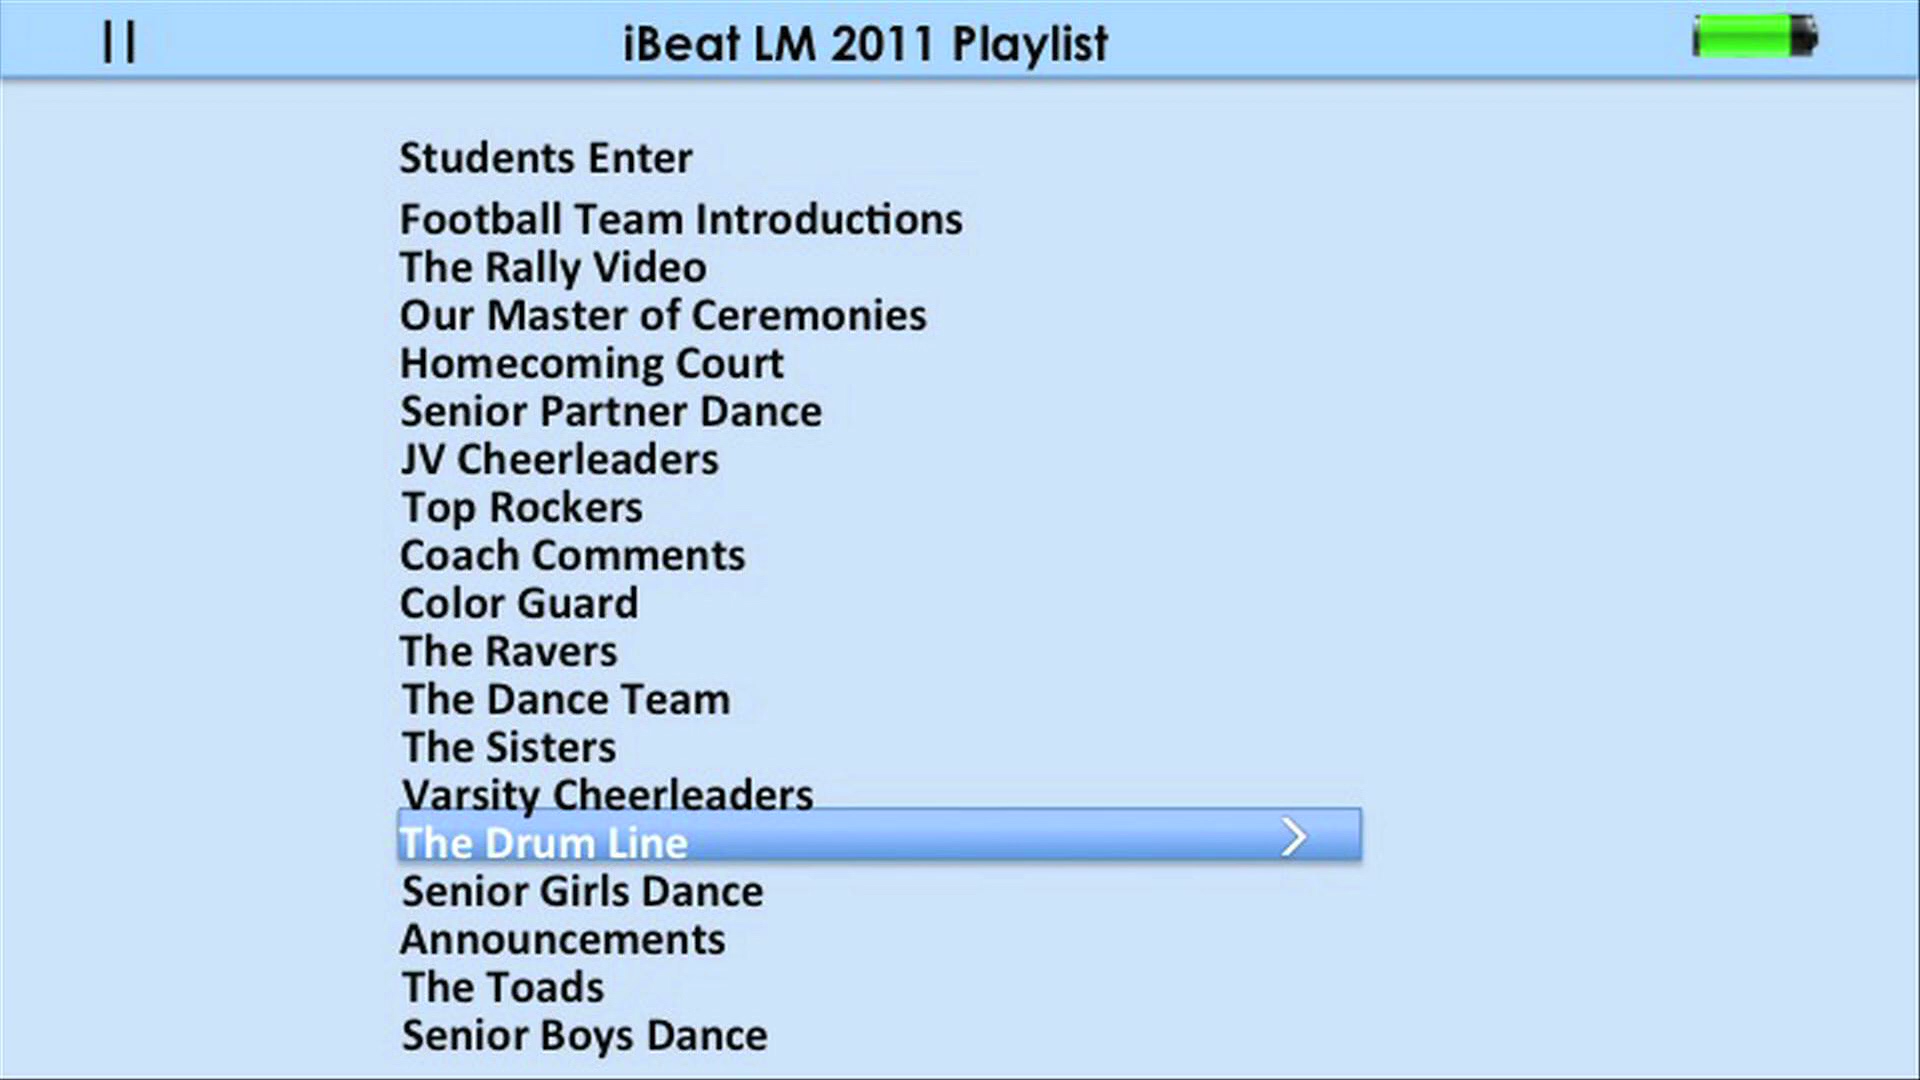 iBeat LM 2011 Playlist
Students Enter
Football Team Introductions
The Rally Video
Our Master of Ceremonies
Homecoming Court
Senior Partner Dance
JV Cheerleaders
Top Rockers
Coach Comments
Color Guard
The Ravers
The Dance Team
The Sisters
Varsity Cheerleaders
The Drum Line
Senior Girls Dance
Announcements
The Toads
Senior Boys Dance